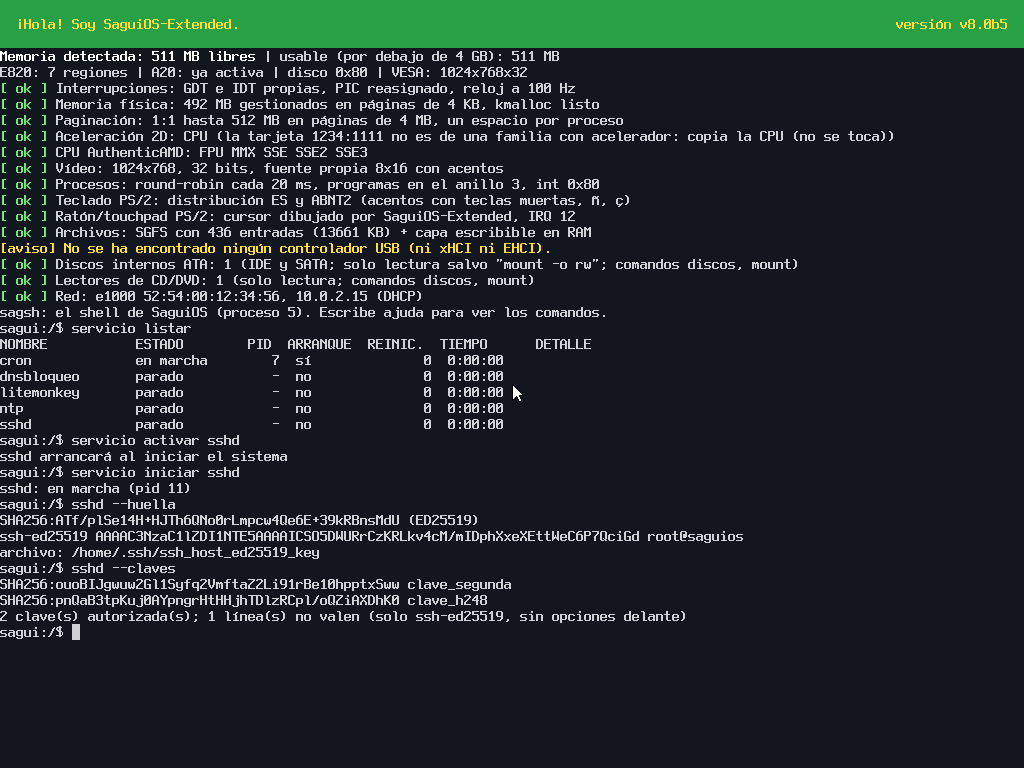 ¡Hola! Soy SaguiOS-Extended. versión v8.0b5
Memoria detectada: 511 MB libres | usable (por debajo de 4 GB): 511 MB
E820: 7 regiones | A20: ya activa | disco 0x80 | VESA: 1024x768x32
[ ok ] Interrupciones: GDT e IDT propias, PIC reasignado, reloj a 100 Hz
[ ok ] Memoria física: 492 MB gestionados en páginas de 4 KB, kmalloc listo
[ ok ] Paginación: 1:1 hasta 512 MB en páginas de 4 MB, un espacio por proceso
[ ok ] Aceleración 2D: CPU (la tarjeta 1234:1111 no es de una familia con acelerador: copia la CPU (no se toca))
[ ok ] CPU AuthenticAMD: FPU MMX SSE SSE2 SSE3
[ ok ] Vídeo: 1024x768, 32 bits, fuente propia 8x16 con acentos
[ ok ] Procesos: round-robin cada 20 ms, programas en el anillo 3, int 0x80
[ ok ] Teclado PS/2: distribución ES y ABNT2 (acentos con teclas muertas, ñ, ç)
[ ok ] Ratón/touchpad PS/2: cursor dibujado por SaguiOS-Extended, IRQ 12
[ ok ] Archivos: SGFS con 436 entradas (13661 KB) + capa escribible en RAM
[aviso] No se ha encontrado ningún controlador USB (ni xHCI ni EHCI).
[ ok ] Discos internos ATA: 1 (IDE y SATA; solo lectura salvo "mount -o rw"; comandos discos, mount)
[ ok ] Lectores de CD/DVD: 1 (solo lectura; comandos discos, mount)
[ ok ] Red: e1000 52:54:00:12:34:56, 10.0.2.15 (DHCP)
sagsh: el shell de SaguiOS (proceso 5). Escribe ajuda para ver los comandos.
sagui:/$ servicio listar
NOMBRE ESTADO PID ARRANQUE REINIC. TIEMPO DETALLE
cron en marcha 7 sí 0 0:00:00
dnsbloqueo parado - no 0 0:00:00
litemonkey parado - no 0 0:00:00
ntp parado - no 0 0:00:00
sshd parado - no 0 0:00:00
sagui:/$ servicio activar sshd
sshd arrancará al iniciar el sistema
sagui:/$ servicio iniciar sshd
sshd: en marcha (pid 11)
sagui:/$ sshd --huella
SHA256:ATf/plSe14H+HJTh6QNo0rLmpcw4Qe6E+39kRBnsMdU (ED25519)
ssh-ed25519 AAAAC3NzaC1lZDI1NTE5AAAAICSO5DWURrCzKRLkv4cM/mIDphXxeXEttWeC6P7QciGd root@saguios
archivo: /home/.ssh/ssh_host_ed25519_key
sagui:/$ sshd --claves
SHA256:ouoBIJgwuw2Gl1Syfq2VmftaZ2Li91rBe10hpptxSww clave_segunda
SHA256:pnQaB3tpKuj0AYpngrHtHHjhTDlzRCpl/oQZiAXDhK0 clave_h248
2 clave(s) autorizada(s); 1 línea(s) no valen (solo ssh-ed25519, sin opciones delante)
sagui:/$